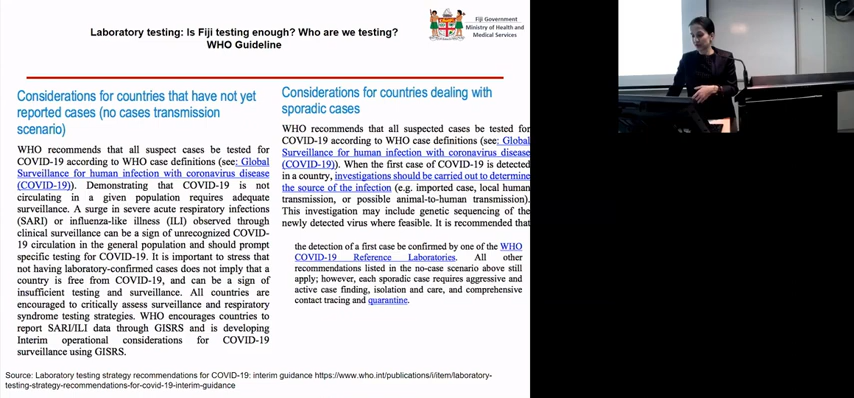 Laboratory testing: Is Fiji testing enough? Who are we testing?
WHO Guideline
Fiji Government
Ministry of Health and
Medical Services
Considerations for countries that have not yet
reported cases (no cases transmission
scenario)
WHO recommends that all suspect cases be tested for
COVID-19 according to WHO case definitions (see: Global
Surveillance for human infection with coronavirus disease
(COVID-19)). Demonstrating that COVID-19 is not
circulating in a given population requires adequate
surveillance. A surge in severe acute respiratory infections
(SARI) or influenza-like illness (ILI) observed through
clinical surveillance can be a sign of unrecognized COVID-
19 circulation in the general population and should prompt
specific testing for COVID-19. It is important to stress that
not having laboratory-confirmed cases does not imply that a
country is free from COVID-19, and can be a sign of
insufficient testing and surveillance. All countries are
encouraged to critically assess surveillance and respiratory
syndrome testing strategies. WHO encourages countries to
report SARI/ILI data through GISRS and is developing
Interim operational considerations for COVID-19
surveillance using GISRS.
Considerations for countries dealing with
sporadic cases
WHO recommends that all suspected cases be tested for
COVID-19 according to WHO case definitions (see: Global
Surveillance for human infection with coronavirus disease
(COVID-19)). When the first case of COVID-19 is detected
in a country, investigations should be carried out to determine
the source of the infection (e.g. imported case, local human
transmission, or possible animal-to-human transmission).
This investigation may include genetic sequencing of the
newly detected virus where feasible. It is recommended that
the detection of a first case be confirmed by one of the WHO
COVID-19 Reference Laboratories. All other
recommendations listed in the no-case scenario above still
apply; however, each sporadic case requires aggressive and
active case finding, isolation and care, and comprehensive
contact tracing and quarantine.
Source: Laboratory testing strategy recommendations for COVID-19: interim guidance https://www.who.int/publications/i/item/laboratory-
testing-strategy-recommendations-for-covid-19-interim-guidance